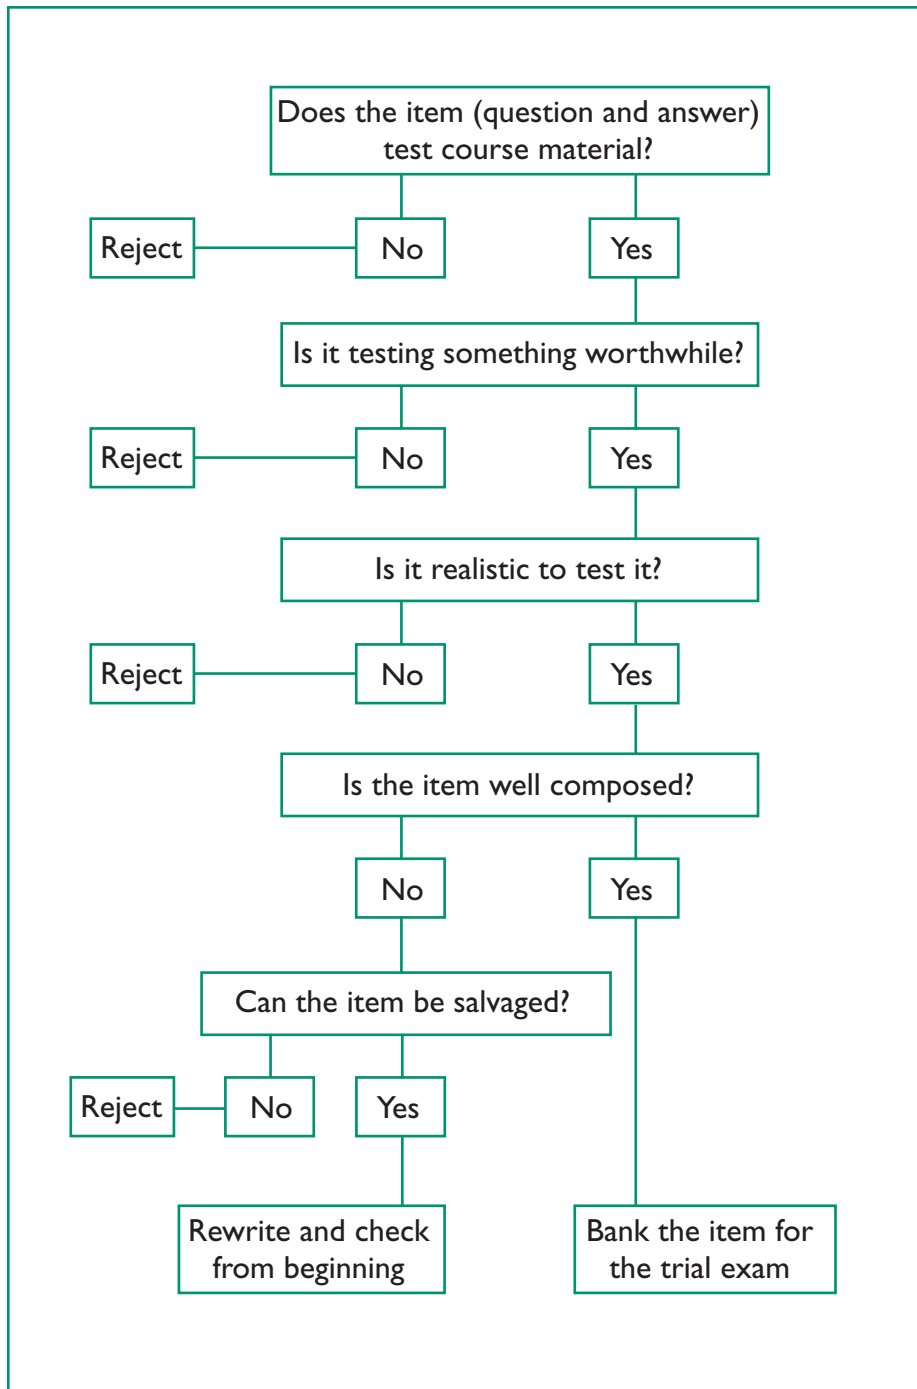 Does the item (question and answer)
test course material?
Reject
No
Yes
Is it testing something worthwhile?
Reject
No
Yes
Is it realistic to test it?
Reject
No
Yes
Is the item well composed?
No
Yes
Can the item be salvaged?
Reject
No
Yes
Rewrite and check
from beginning
Bank the item for
the trial exam